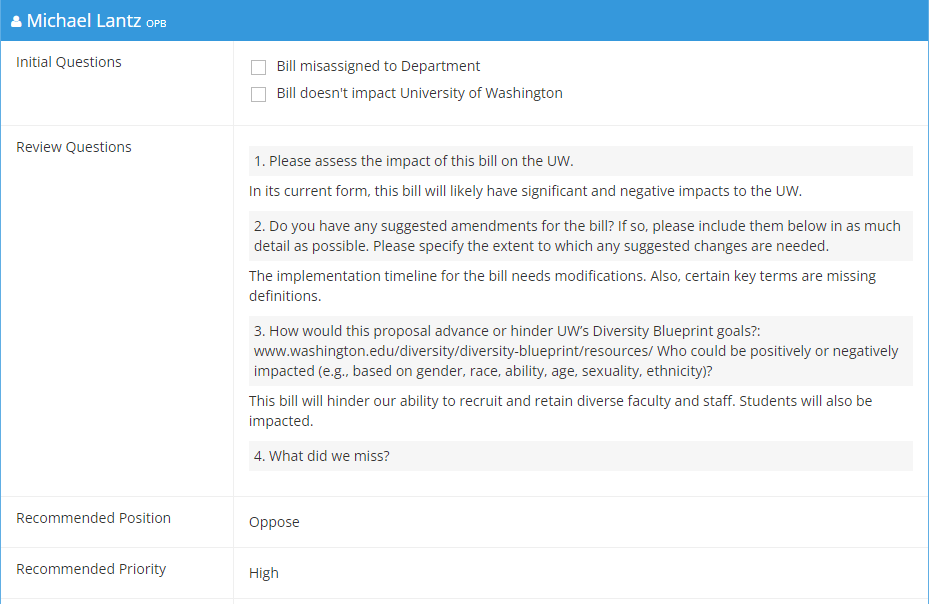 Michael Lantz OPB
Initial Questions
Bill misassigned to Department
Bill doesn't impact University of Washington
Review Questions
1. Please assess the impact of this bill on the UW.
In its current form, this bill will likely have significant and negative impacts to the UW.
2. Do you have any suggested amendments for the bill? If so, please include them below in as much
detail as possible. Please specify the extent to which any suggested changes are needed.
The implementation timeline for the bill needs modifications. Also, certain key terms are missing
definitions.
3. How would this proposal advance or hinder UW's Diversity Blueprint goals?:
www.washington.edu/diversity/diversity-blueprint/resources/ Who could be positively or negatively
impacted (e.g., based on gender, race, ability, age, sexuality, ethnicity)?
This bill will hinder our ability to recruit and retain diverse faculty and staff. Students will also be
impacted.
4. What did we miss?
Recommended Position
Oppose
Recommended Priority
High